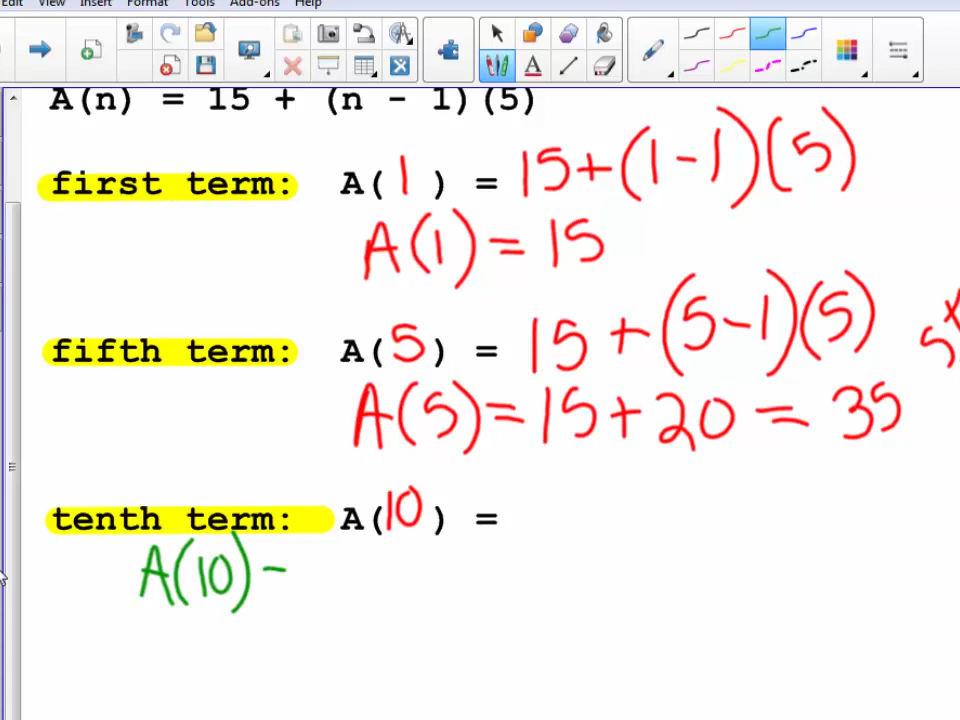 Edit View Insert Format Tools Add-ons Help
A(n) = 15 + (n - 1)(5)
first term: A(1) = 15+(1-1)(5)
A(1)=15
fifth term: A(5) = 15+(5-1)(5)
A(5)=15+20=35
tenth term: A(10) =
A(10)-